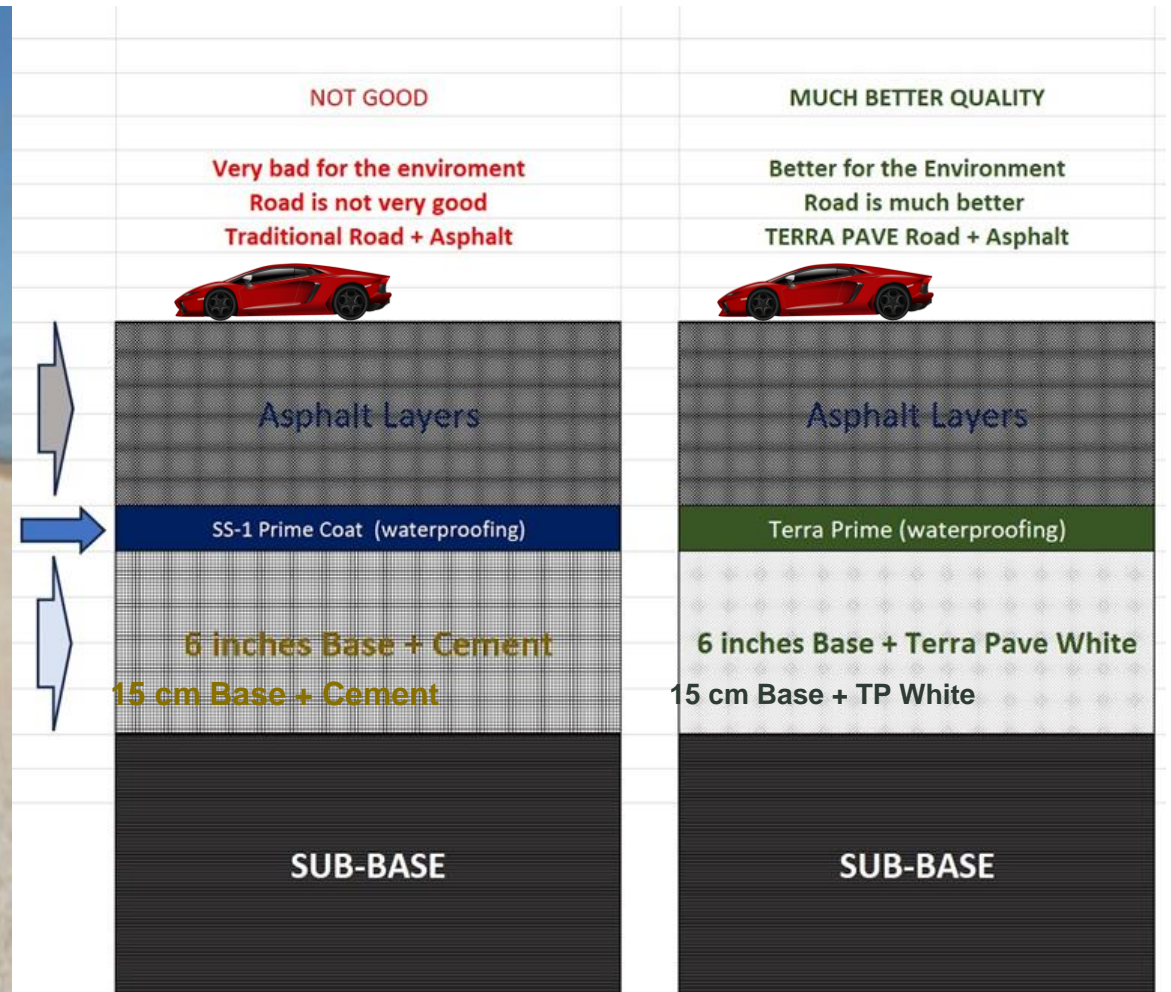 NOT GOOD
Very bad for the enviroment
Road is not very good
Traditional Road + Asphalt
Asphalt Layers
SS-1 Prime Coat (waterproofing)
6 inches Base + Cement
15 cm Base + Cement
SUB-BASE
MUCH BETTER QUALITY
Better for the Environment
Road is much better
TERRA PAVE Road + Asphalt
Asphalt Layers
Terra Prime (waterproofing)
6 inches Base + Terra Pave White
15 cm Base + TP White
SUB-BASE